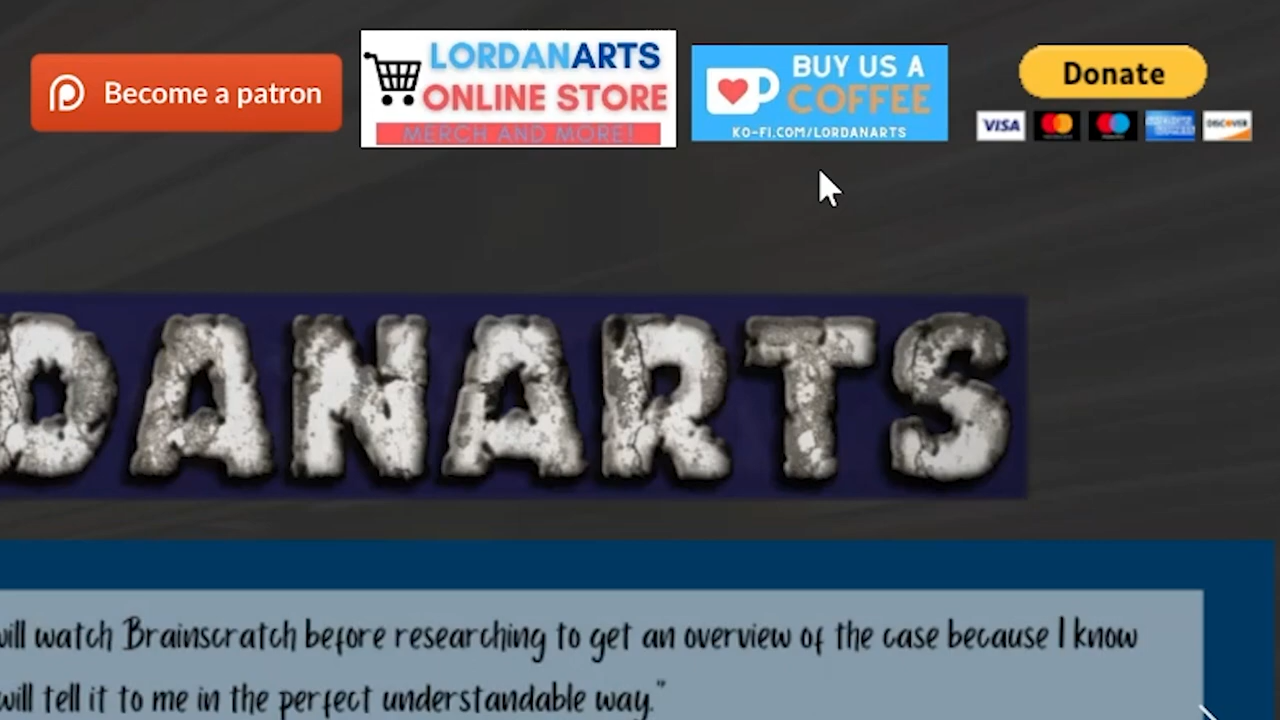 Become a patron
LORDANARTS
ONLINE STORE
MERCH AND MORE!
BUY US A
COFFEE
KO-FI.COM/LORDANARTS
Donate
VISA
DISCOVER
DANARTS
will watch Brainscratch before researching to get an overview of the case because I know
will tell it to me in the perfect understandable way."